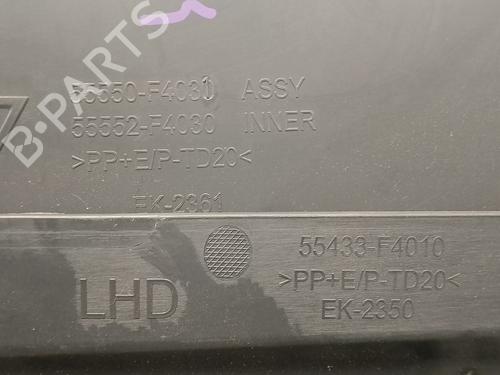 B-PARTS
55550-F4030 ASSY
55552-F4030 INNER
>PP+E/P-TD20<
EK-2361
55433-F4010
>PP+E/P-TD20<
EK-2350
LHD